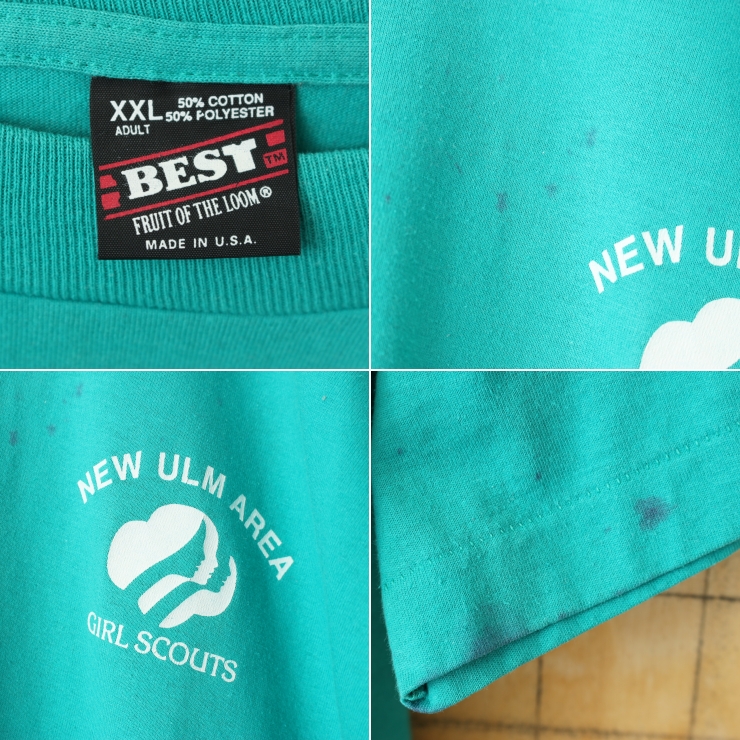 XXL 50% COTTON
ADULT 50% POLYESTER
BEST TM
FRUIT OF THE LOOM®
MADE IN U.S.A.
NEW U
NEW ULM AREA
GIRL SCOUTS